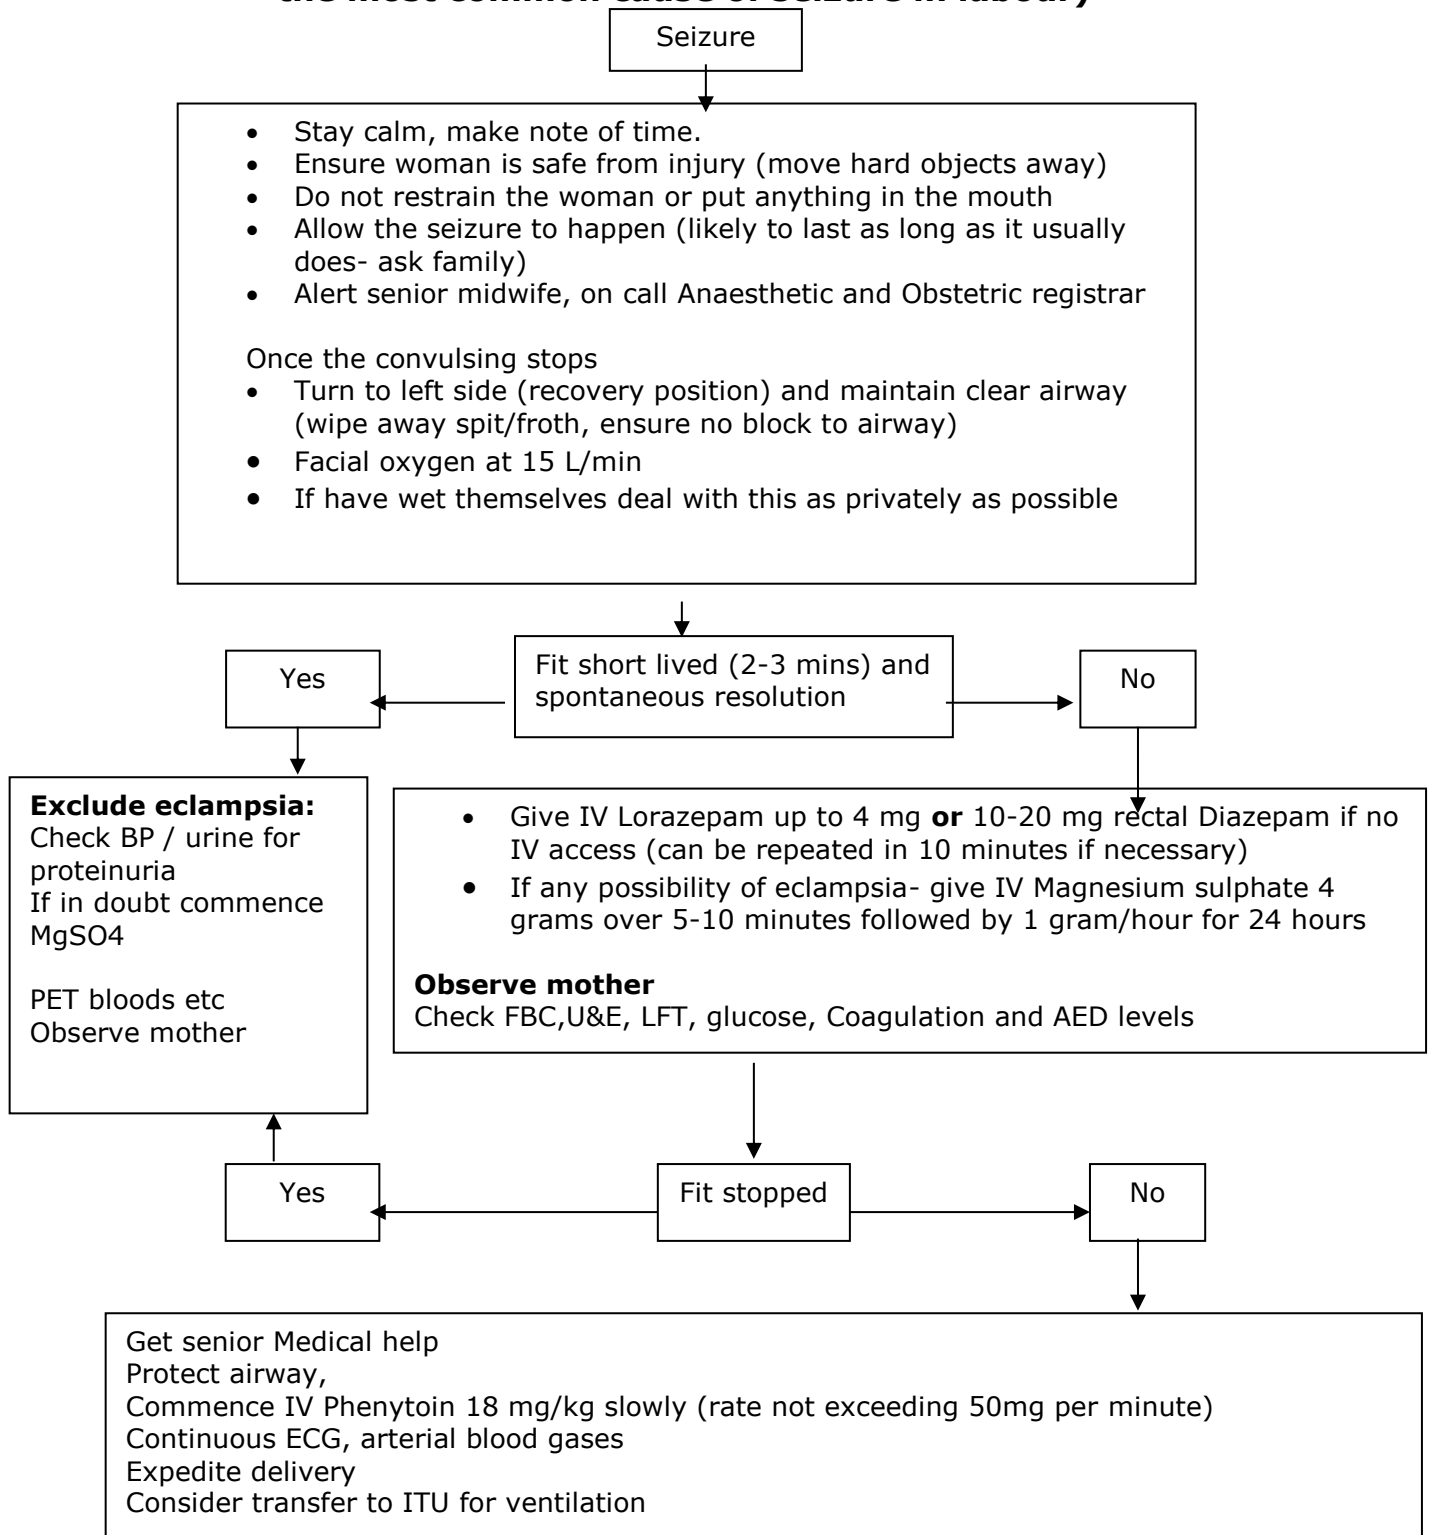 the most common cause of seizure in labour)
Seizure
• Stay calm, make note of time.
• Ensure woman is safe from injury (move hard objects away)
• Do not restrain the woman or put anything in the mouth
• Allow the seizure to happen (likely to last as long as it usually
does- ask family)
• Alert senior midwife, on call Anaesthetic and Obstetric registrar
Once the convulsing stops
• Turn to left side (recovery position) and maintain clear airway
(wipe away spit/froth, ensure no block to airway)
• Facial oxygen at 15 L/min
• If have wet themselves deal with this as privately as possible
Yes
Fit short lived (2-3 mins) and
spontaneous resolution
No
Exclude eclampsia:
Check BP / urine for
proteinuria
If in doubt commence
MgSO4
PET bloods etc
Observe mother
• Give IV Lorazepam up to 4 mg or 10-20 mg rectal Diazepam if no
IV access (can be repeated in 10 minutes if necessary)
• If any possibility of eclampsia- give IV Magnesium sulphate 4
grams over 5-10 minutes followed by 1 gram/hour for 24 hours
Observe mother
Check FBC,U&E, LFT, glucose, Coagulation and AED levels
Yes
Fit stopped
No
Get senior Medical help
Protect airway,
Commence IV Phenytoin 18 mg/kg slowly (rate not exceeding 50mg per minute)
Continuous ECG, arterial blood gases
Expedite delivery
Consider transfer to ITU for ventilation